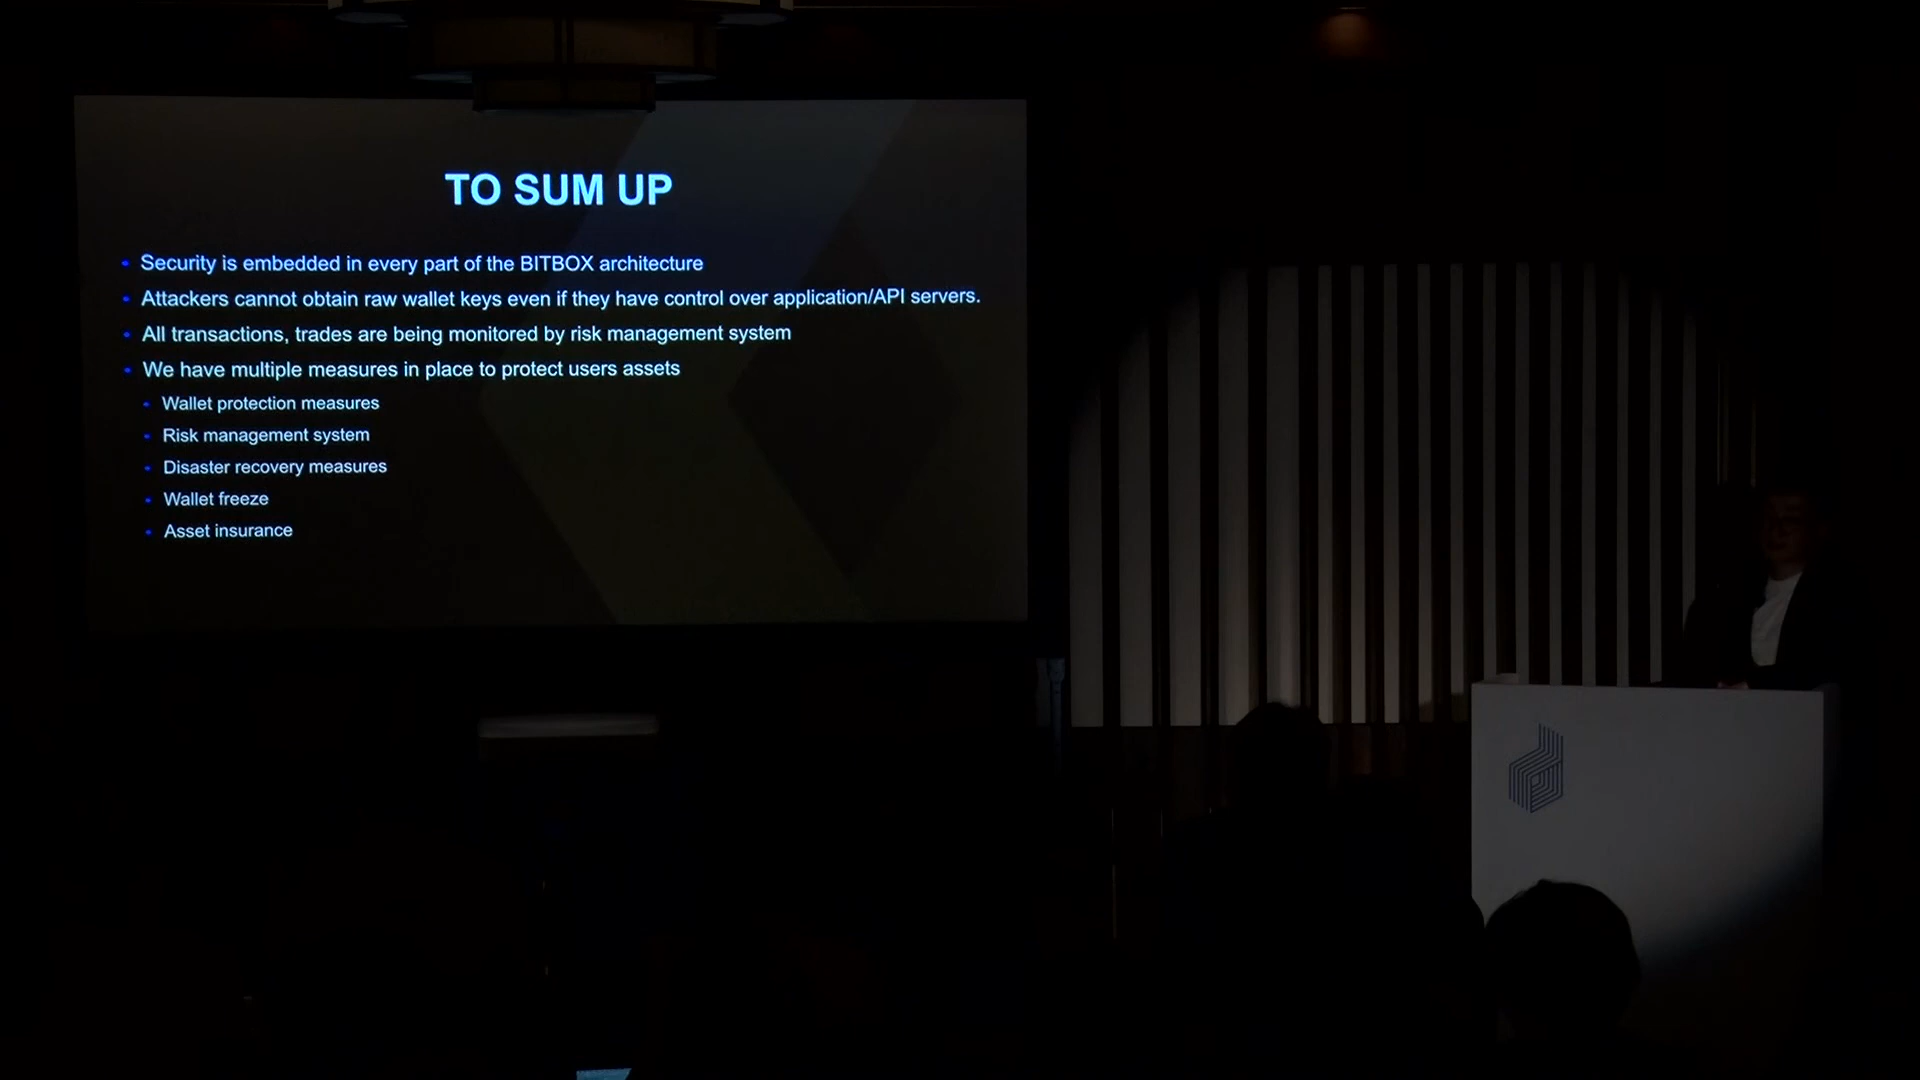 TO SUM UP
Security is embedded in every part of the BITBOX architecture
Attackers cannot obtain raw wallet keys even if they have control over application/API servers.
All transactions, trades are being monitored by risk management system
We have multiple measures in place to protect users assets
Wallet protection measures
Risk management system
Disaster recovery measures
Wallet freeze
Asset insurance